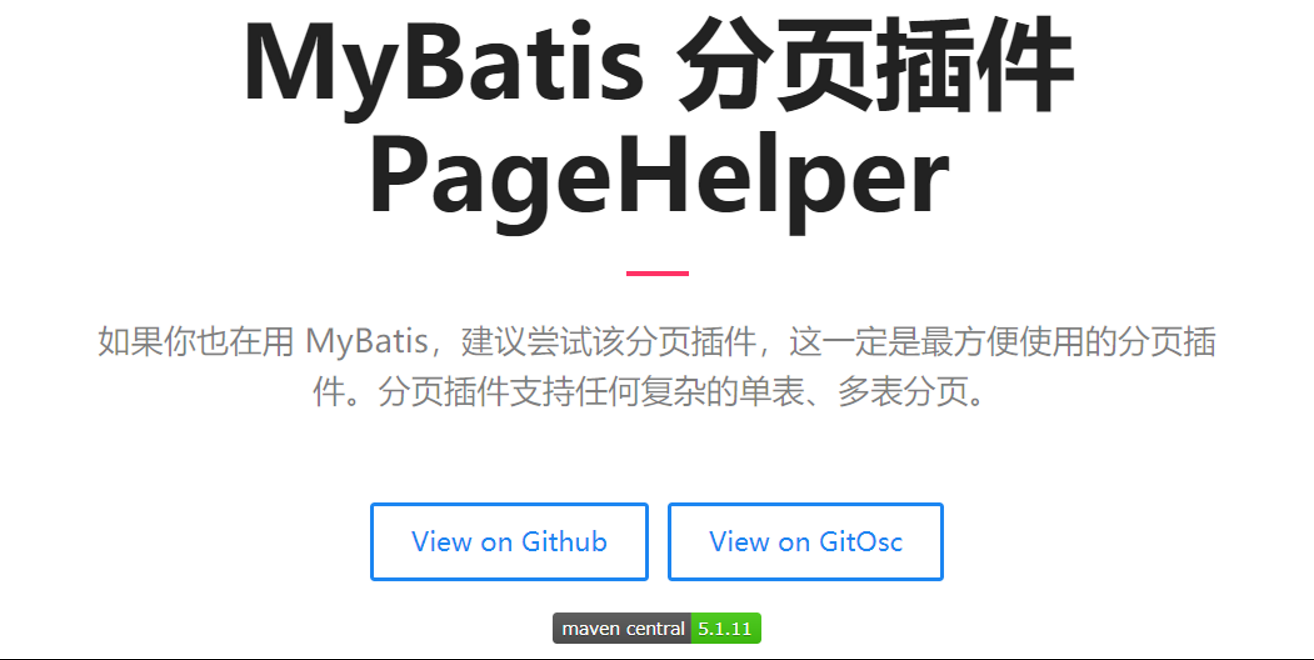 MyBatis 分页插件
PageHelper
如果你也在用 MyBatis，建议尝试该分页插件，这一定是最方便使用的分页插
件。分页插件支持任何复杂的单表、多表分页。
View on Github
View on GitOsc
maven central 5.1.11